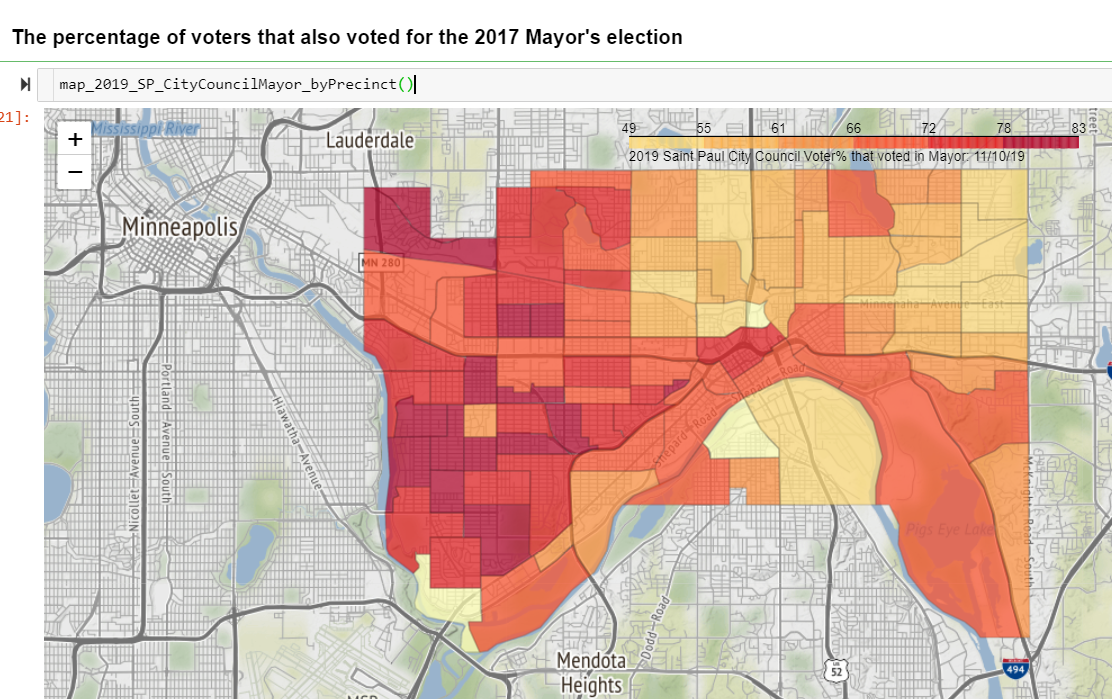 The percentage of voters that also voted for the 2017 Mayor's election
map_2019_SP_CityCouncilMayor_byPrecinct()
21]:
+
−
Mississippi River
Lauderdale
49 55 61 66 72 78 83
2019 Saint Paul City Council Voter% that voted in Mayor: 11/10/19
Street
Minneapolis
MN 280
Minnehaha Avenue East
Portland Avenue South
Nicollet Avenue South
Hiawatha Avenue
Shepard Road
Shepard Road
McKnight Road South
Pigs Eye Lake
Dodd Road
Mendota
Heights
US
52
494
MSP